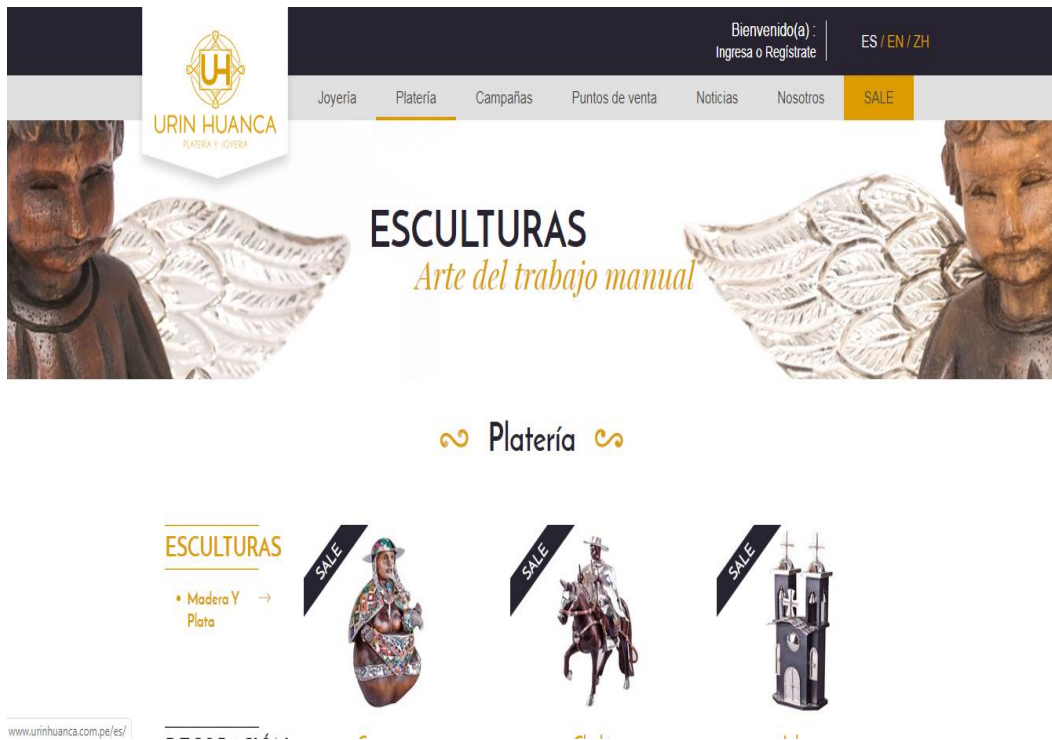 Bienvenido(a) :
Ingresa o Regístrate
ES / EN / ZH
UH
URIN HUANCA
PLATERÍA Y JOYERÍA
Joyería
Platería
Campañas
Puntos de venta
Noticias
Nosotros
SALE
ESCULTURAS
Arte del trabajo manual
Platería
ESCULTURAS
• Madera Y →
Plata
SALE
SALE
SALE
www.urinhuanca.com.pe/es/